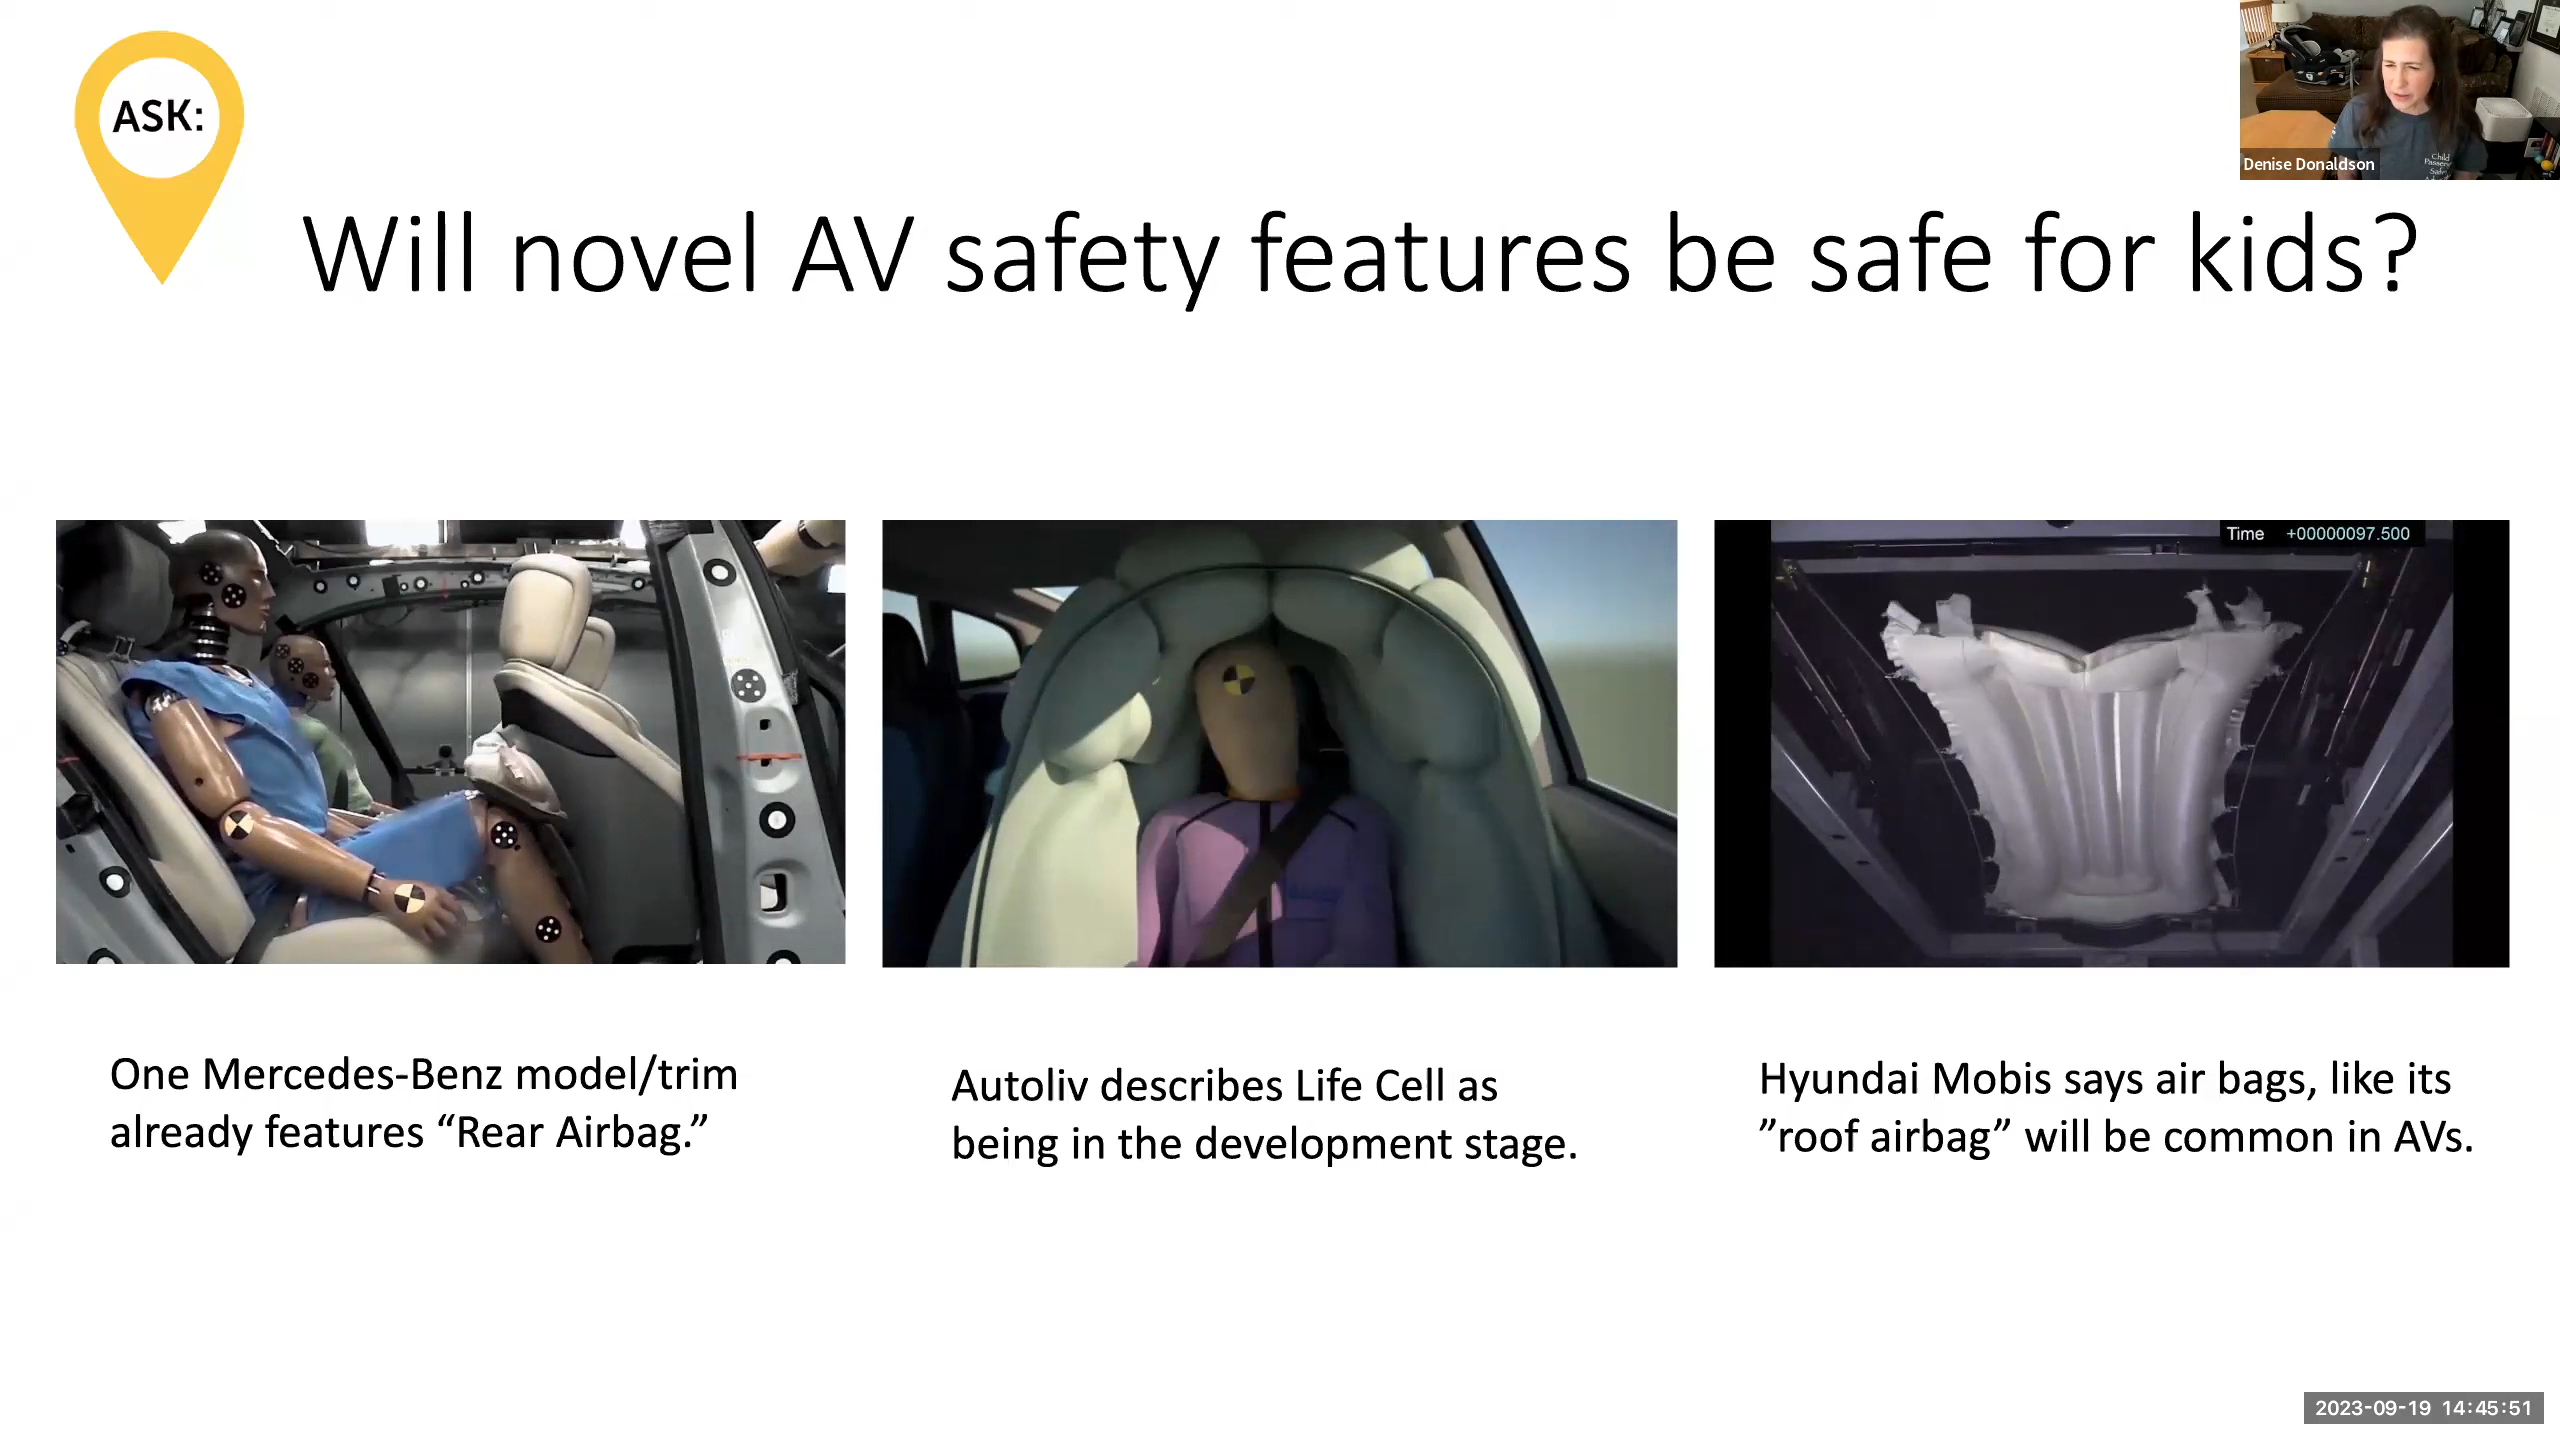 ASK:
Denise Donaldson
Child
Will novel AV safety features be safe for kids?
Time +00000097.500
One Mercedes-Benz model/trim
already features “Rear Airbag.”
Autoliv describes Life Cell as
being in the development stage.
Hyundai Mobis says air bags, like its
”roof airbag” will be common in AVs.
2023-09-19 14:45:51